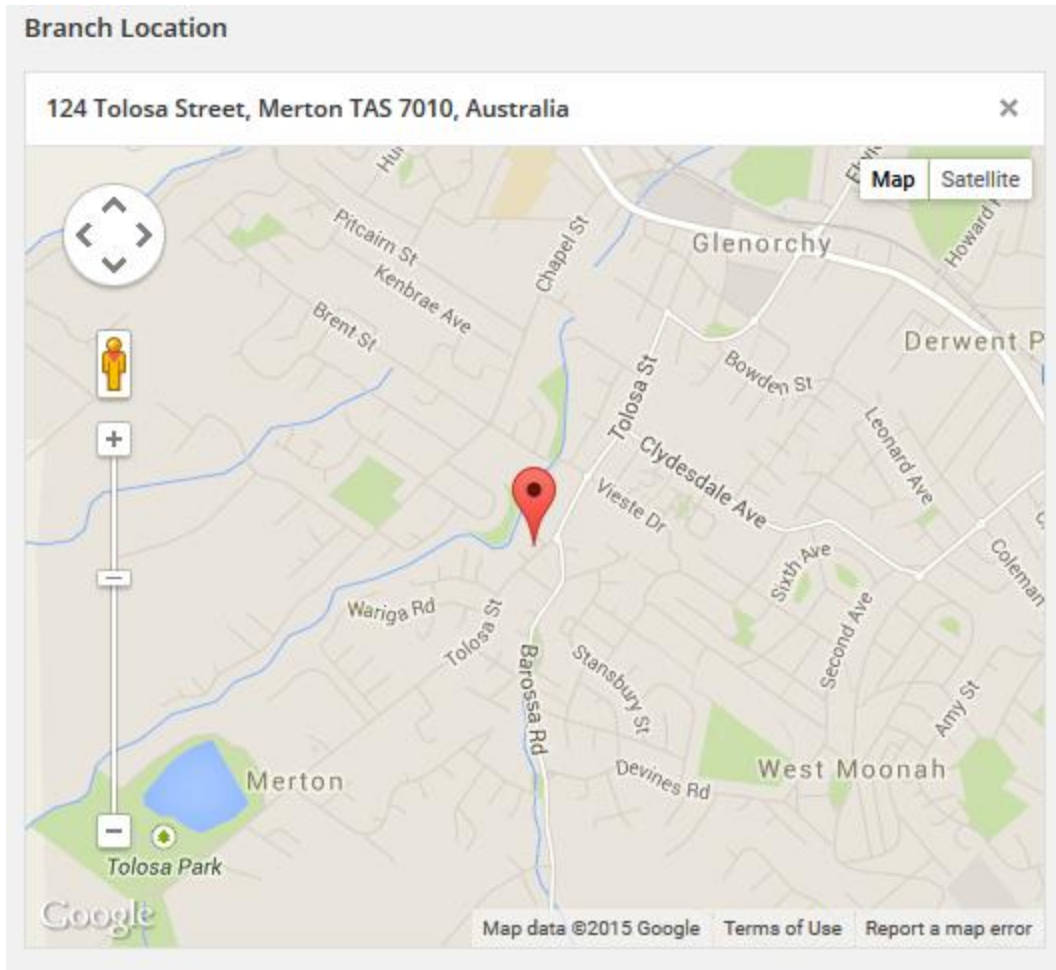 Branch Location
124 Tolosa Street, Merton TAS 7010, Australia
×
Map
Satellite
Pitcairn St
Chapel St
Glenorchy
Kenbrae Ave
Brent St
Derwent P
Bowden St
Tolosa St
Leonard Ave
Clydesdale Ave
Vieste Dr
Sixth Ave
Coleman
Wariga Rd
Tolosa St
Second Ave
Barossa Rd
Stansbury St
Amy St
Devines Rd
West Moonah
Merton
Tolosa Park
Google
Map data ©2015 Google
Terms of Use
Report a map error